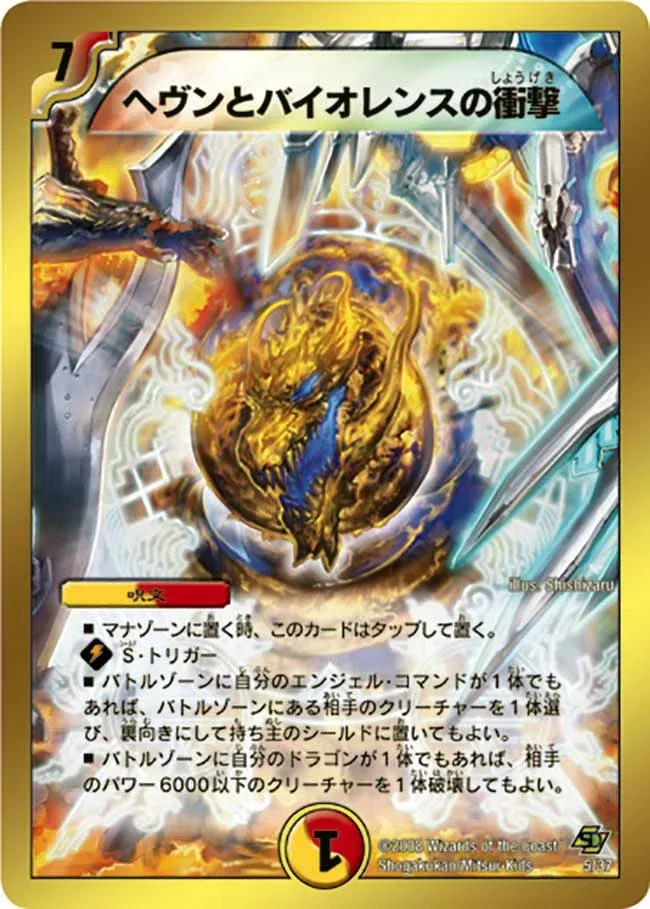 7
しょうげき
ヘヴンとバイオレンスの衝撃
illus. Shishizaru
呪文
■ マナゾーンに置く時、このカードはタップして置く。
S・トリガー
■ バトルゾーンに自分のエンジェル・コマンドが1体でも
あれば、バトルゾーンにある相手のクリーチャーを1体選
び、裏向きにして持ち主のシールドに置いてもよい。
■ バトルゾーンに自分のドラゴンが1体でもあれば、相手
のパワー6000以下のクリーチャーを1体破壊してもよい。
1
©2008 Wizards of the Coast
Shogakukan/Mitsui-Kids
5/37